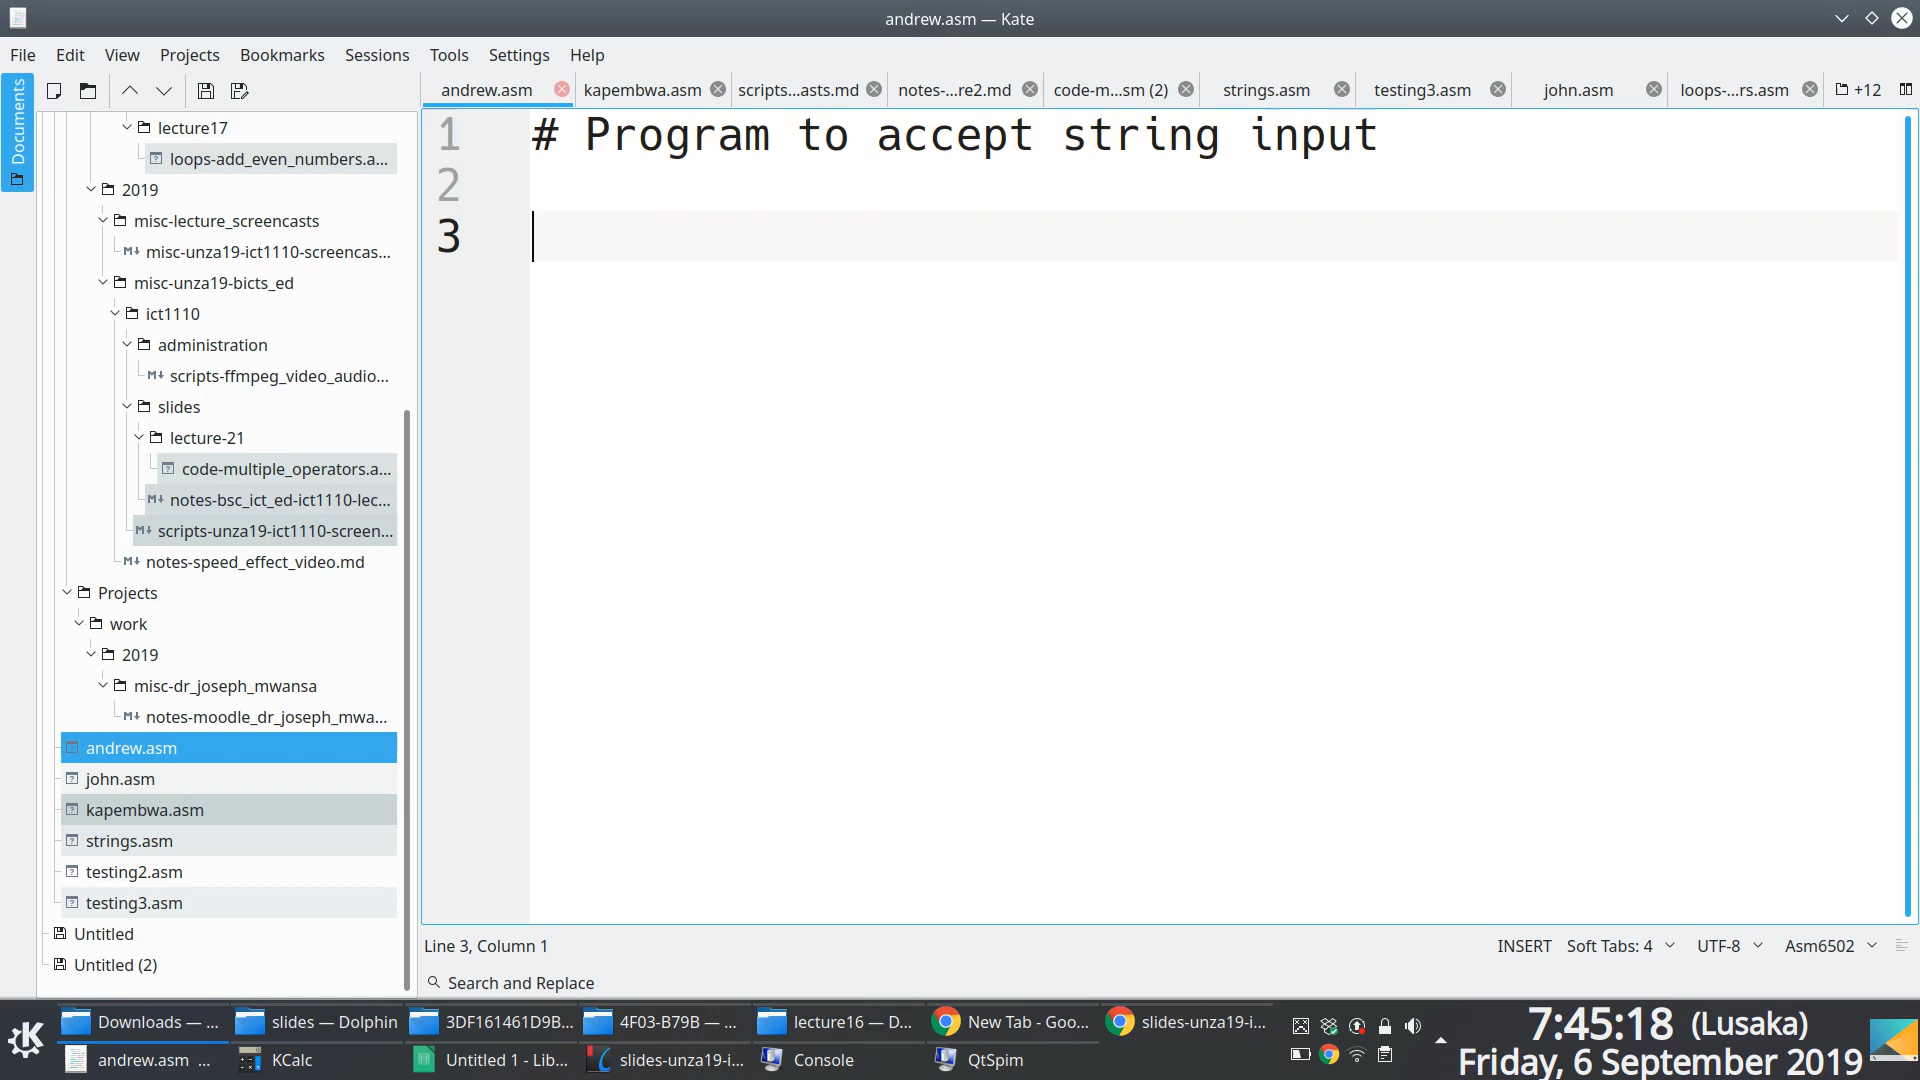 andrew.asm — Kate
File Edit View Projects Bookmarks Sessions Tools Settings Help
Documents
andrew.asm kapembwa.asm scripts...asts.md notes-...re2.md code-m...sm (2) strings.asm testing3.asm john.asm loops-...rs.asm +12
lecture17
loops-add_even_numbers.a...
2019
misc-lecture_screencasts
misc-unza19-ict1110-screencas...
misc-unza19-bicts_ed
ict1110
administration
scripts-ffmpeg_video_audio...
slides
lecture-21
code-multiple_operators.a...
notes-bsc_ict_ed-ict1110-lec...
scripts-unza19-ict1110-screen...
notes-speed_effect_video.md
Projects
work
2019
misc-dr_joseph_mwansa
notes-moodle_dr_joseph_mwa...
andrew.asm
john.asm
kapembwa.asm
strings.asm
testing2.asm
testing3.asm
Untitled
Untitled (2)
1 # Program to accept string input
2
3
Line 3, Column 1 INSERT Soft Tabs: 4 UTF-8 Asm6502
Search and Replace
Downloads — ... slides — Dolphin 3DF161461D9B... 4F03-B79B — ... lecture16 — D... New Tab - Goo... slides-unza19-i...
andrew.asm ... KCalc Untitled 1 - Lib... slides-unza19-i... Console QtSpim
7:45:18 (Lusaka)
Friday, 6 September 2019